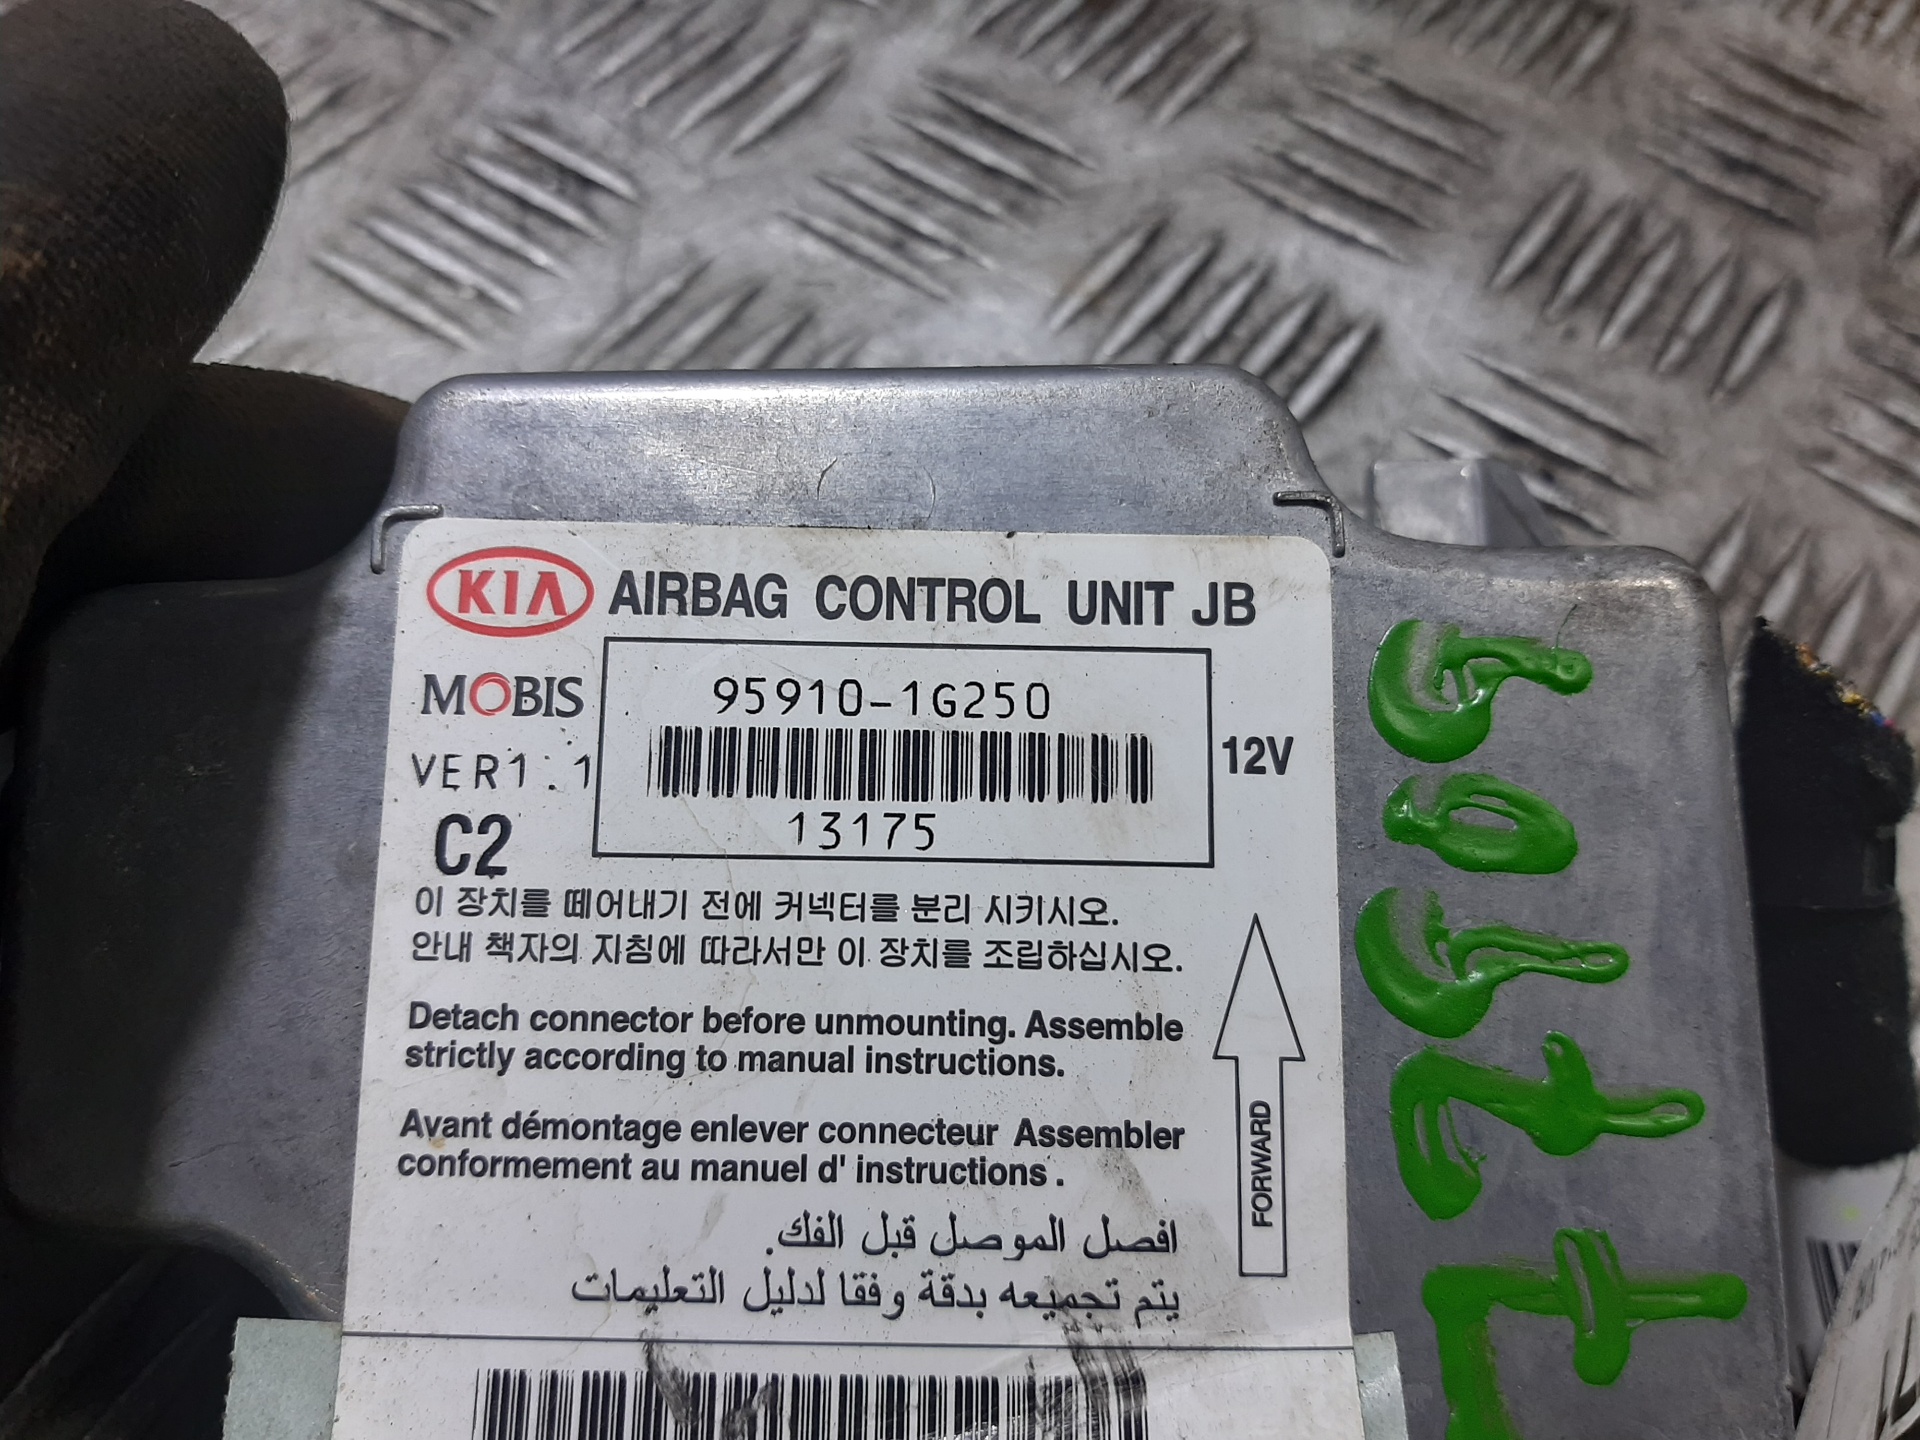 KIA AIRBAG CONTROL UNIT JB
MOBIS
95910-1G250
VER1.1
12V
13175
C2
이 장치를 떼어내기 전에 커넥터를 분리 시키시오.
안내 책자의 지침에 따라서만 이 장치를 조립하십시오.
Detach connector before unmounting. Assemble
strictly according to manual instructions.
Avant démontage enlever connecteur Assembler
conformement au manuel d' instructions .
FORWARD
افصل الموصل قبل الفك.
يتم تجميعه بدقة وفقا لدليل التعليمات